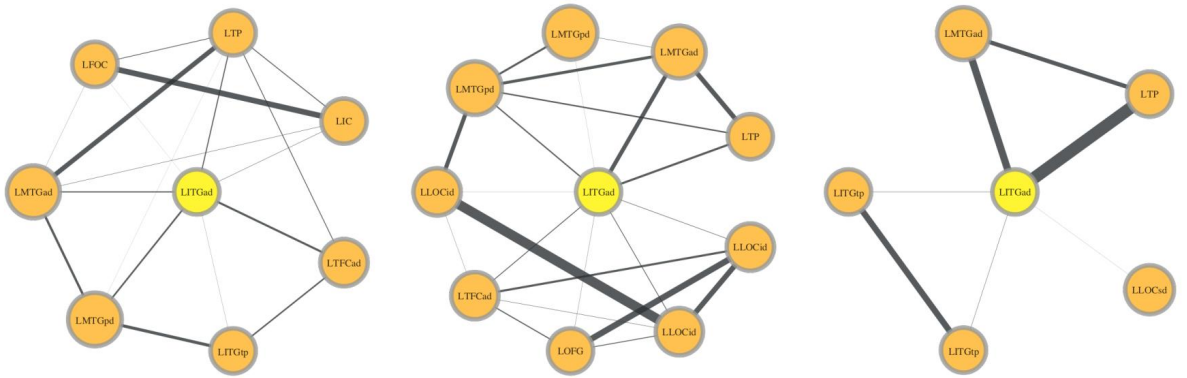 LTP
LFOC
LIC
LMTGad
LITGad
LTFCad
LMTGpd
LITGtp
LMTGpd
LMTGad
LMTGpd
LTP
LLOCid
LITGad
LLOCid
LTFCad
LLOCid
LOFG
LMTGad
LTP
LITGtp
LITGad
LLOCsd
LITGtp